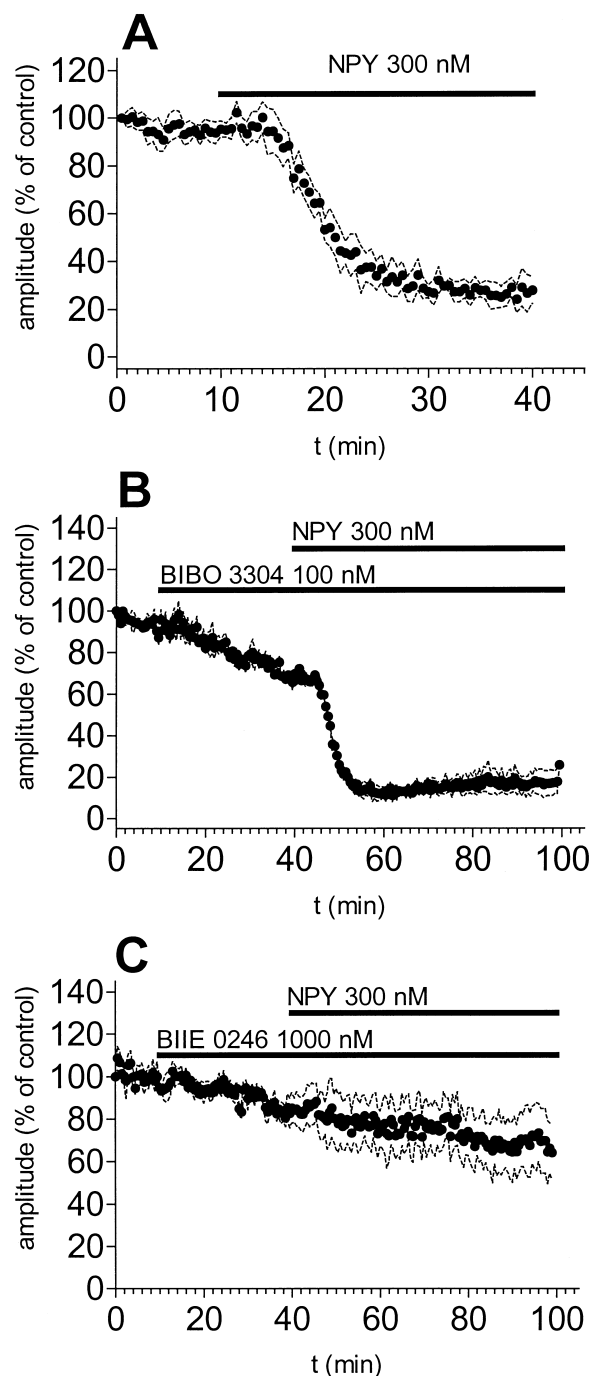 A
NPY 300 nM
amplitude (% of control)
120
100
80
60
40
20
0
0 20 30 40
t (min)
B
NPY 300 nM
BIBO 3304 100 nM
amplitude (% of control)
140
120
100
80
60
40
20
0
0 20 40 60 80 100
t (min)
C
NPY 300 nM
BIIE 0246 1000 nM
amplitude (% of control)
140
120
100
80
60
40
20
0
0 20 40 60 80 100
t (min)